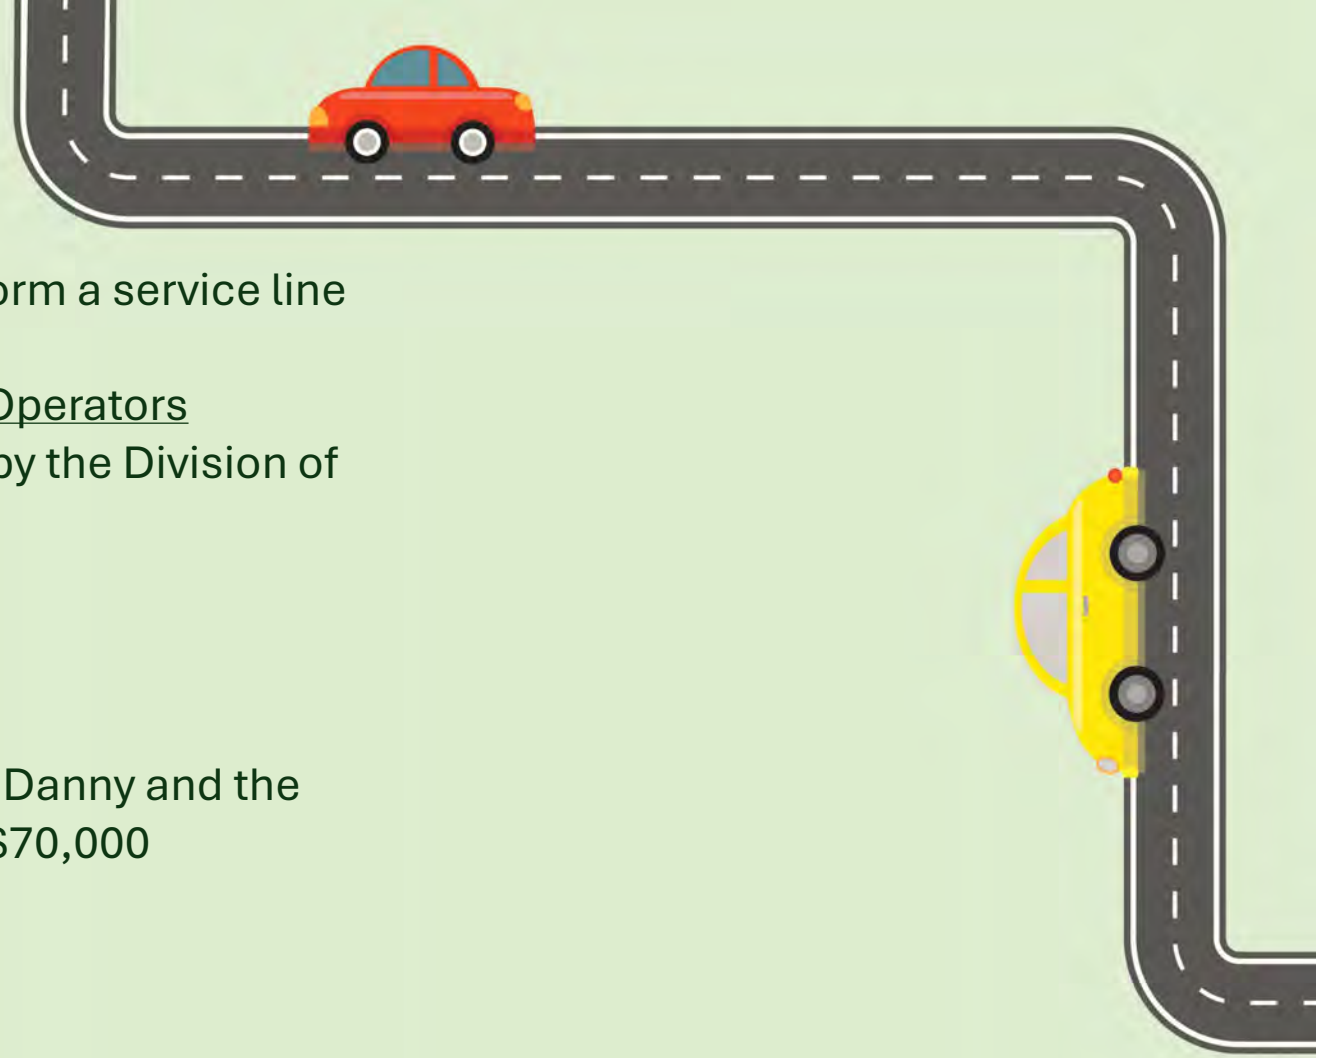 orm a service line
Operators
by the Division of
Danny and the
$70,000